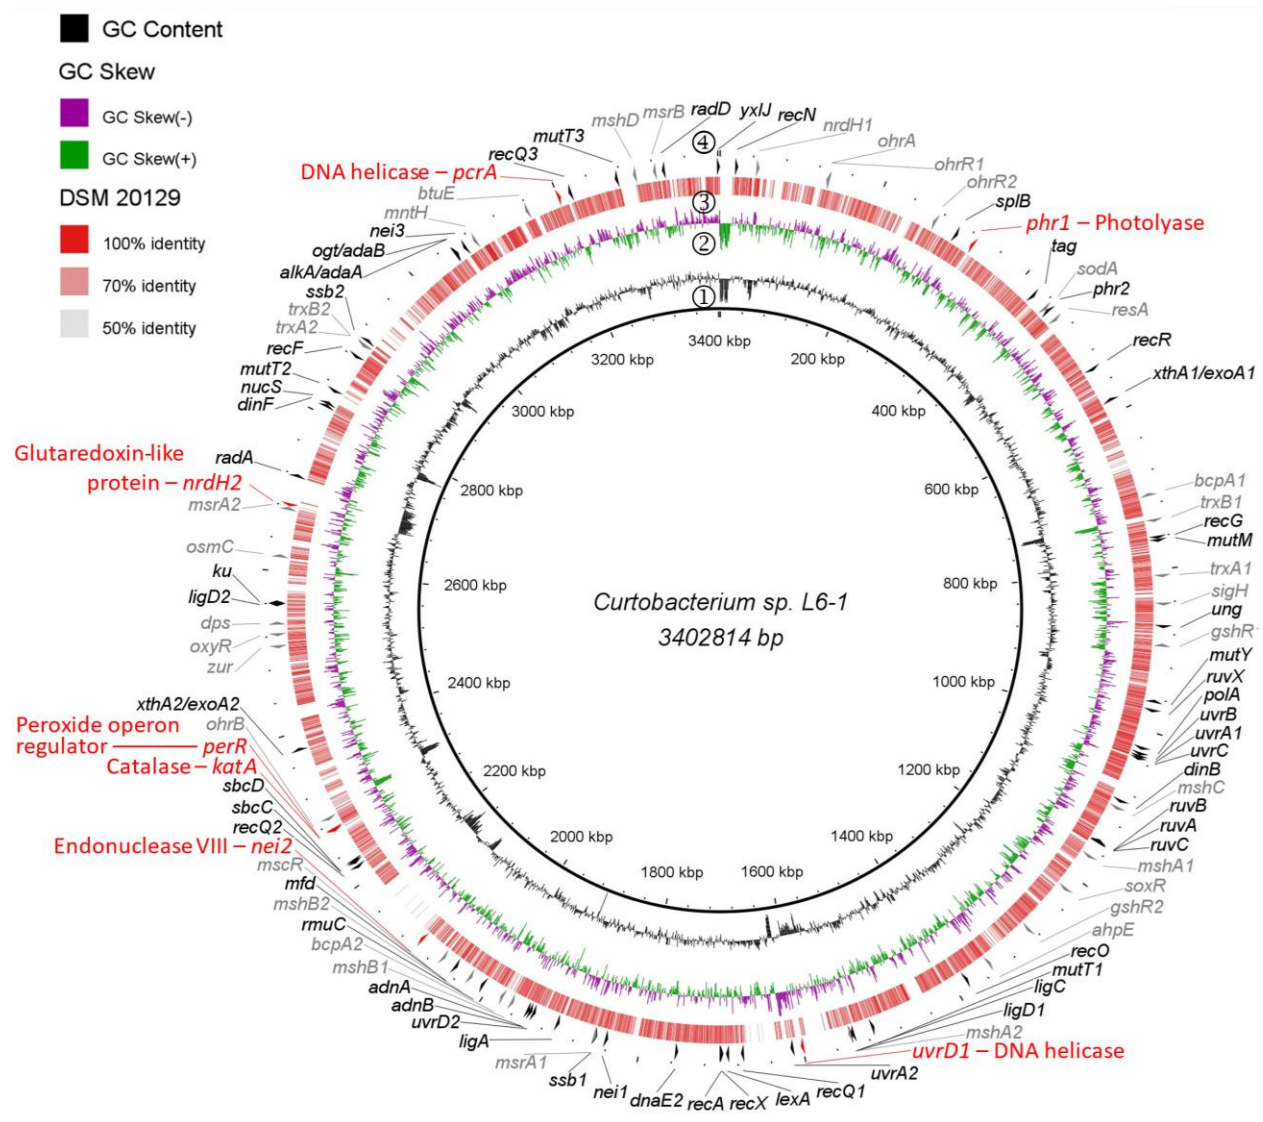 GC Content
GC Skew
GC Skew(-)
GC Skew(+)
DSM 20129
100% identity
70% identity
50% identity
mshD
msrB
radD
yxlJ
recN
nrdH1
ohrA
ohrR1
ohrR2
splB
phr1 – Photolyase
tag
sodA
phr2
resA
recR
xthA1/exoA1
bcpA1
trxB1
recG
mutM
trxA1
sigH
ung
gshR
mutY
ruvX
polA
uvrB
uvrA1
uvrC
dinB
mshC
ruvB
ruvA
ruvC
mshA1
soxR
gshR2
ahpE
recO
mutT1
ligC
ligD1
mshA2
uvrD1 – DNA helicase
uvrA2
recQ1
lexA
recX
recA
dnaE2
nei1
ssb1
msrA1
ligA
uvrD2
adnB
adnA
mshB1
bcpA2
rmuC
mshB2
mfd
mscR
Endonuclease VIII – nei2
recQ2
sbcC
sbcD
Catalase – katA
Peroxide operon
regulator perR
ohrB
xthA2/exoA2
zur
oxyR
dps
ligD2
ku
osmC
msrA2
Glutaredoxin-like
protein – nrdH2
radA
dinF
nucS
mutT2
recF
trxA2
trxB2
ssb2
alkA/adaA
ogt/adaB
nei3
mntH
btuE
DNA helicase – pcrA
recQ3
mutT3
④
③
②
①
3400 kbp
200 kbp
400 kbp
600 kbp
800 kbp
1000 kbp
1200 kbp
1400 kbp
1600 kbp
1800 kbp
2000 kbp
2200 kbp
2400 kbp
2600 kbp
2800 kbp
3000 kbp
3200 kbp
Curtobacterium sp. L6-1
3402814 bp